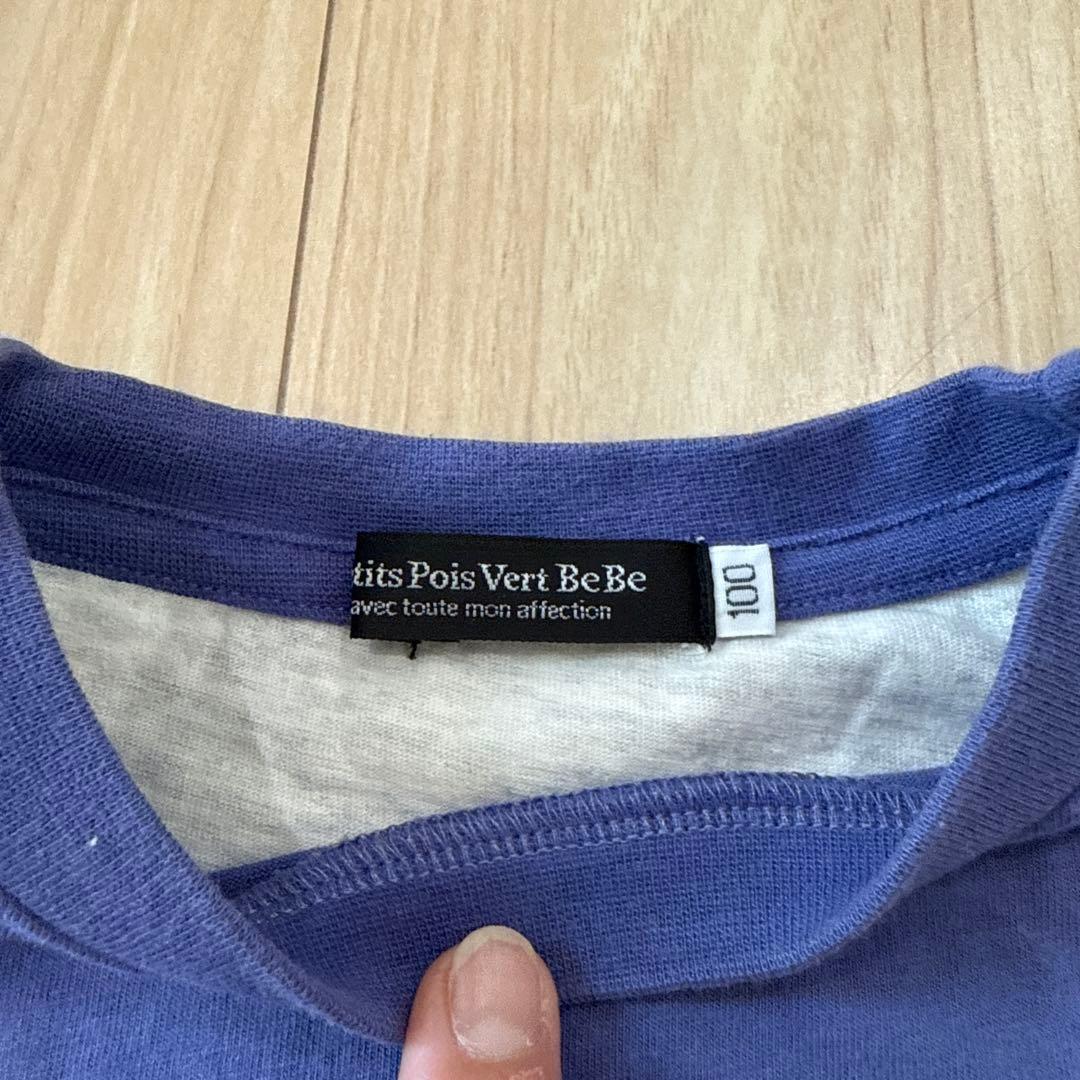 tits Pois Vert BeBe
avec toute mon affection
100